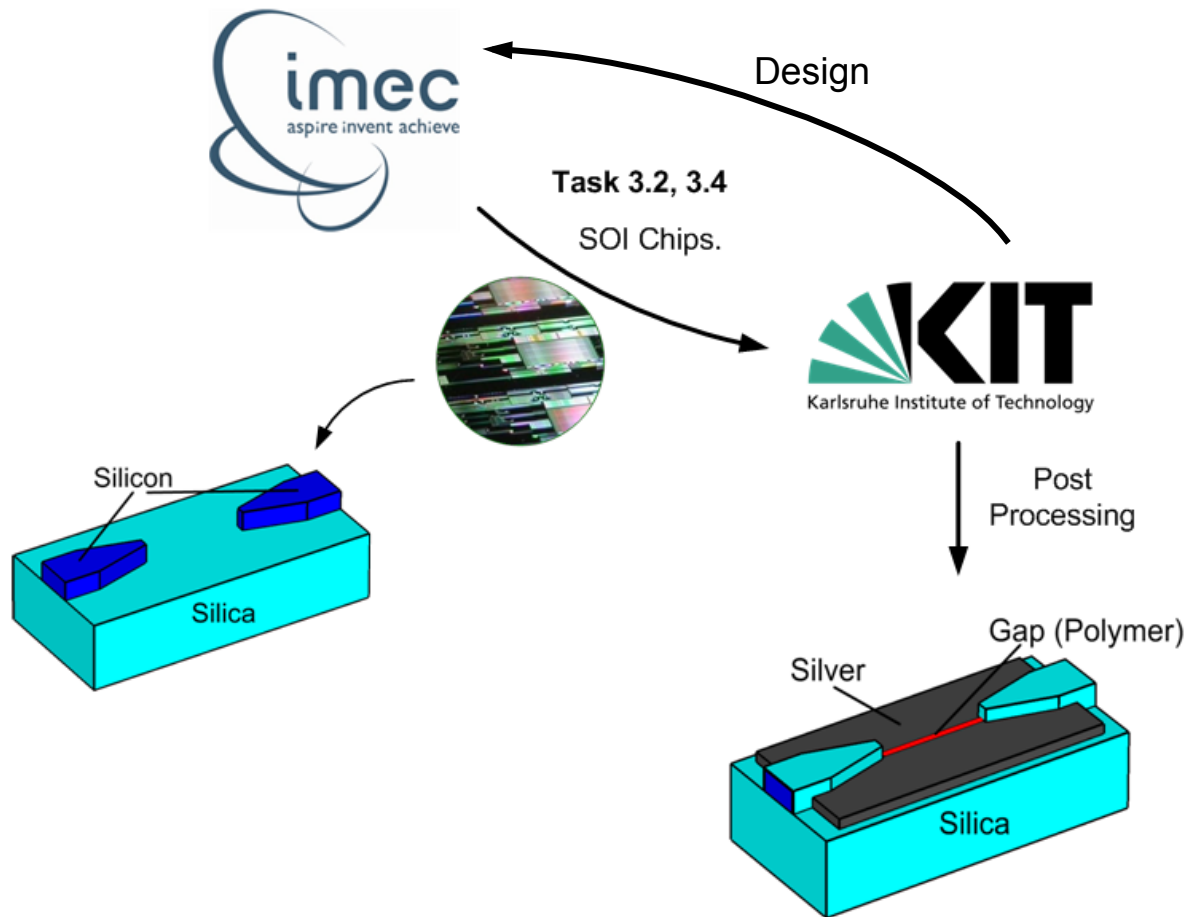 imec
aspire invent achieve
Design
Task 3.2, 3.4
SOI Chips.
KIT
Karlsruhe Institute of Technology
Silicon
Silica
Post
Processing
Gap (Polymer)
Silver
Silica